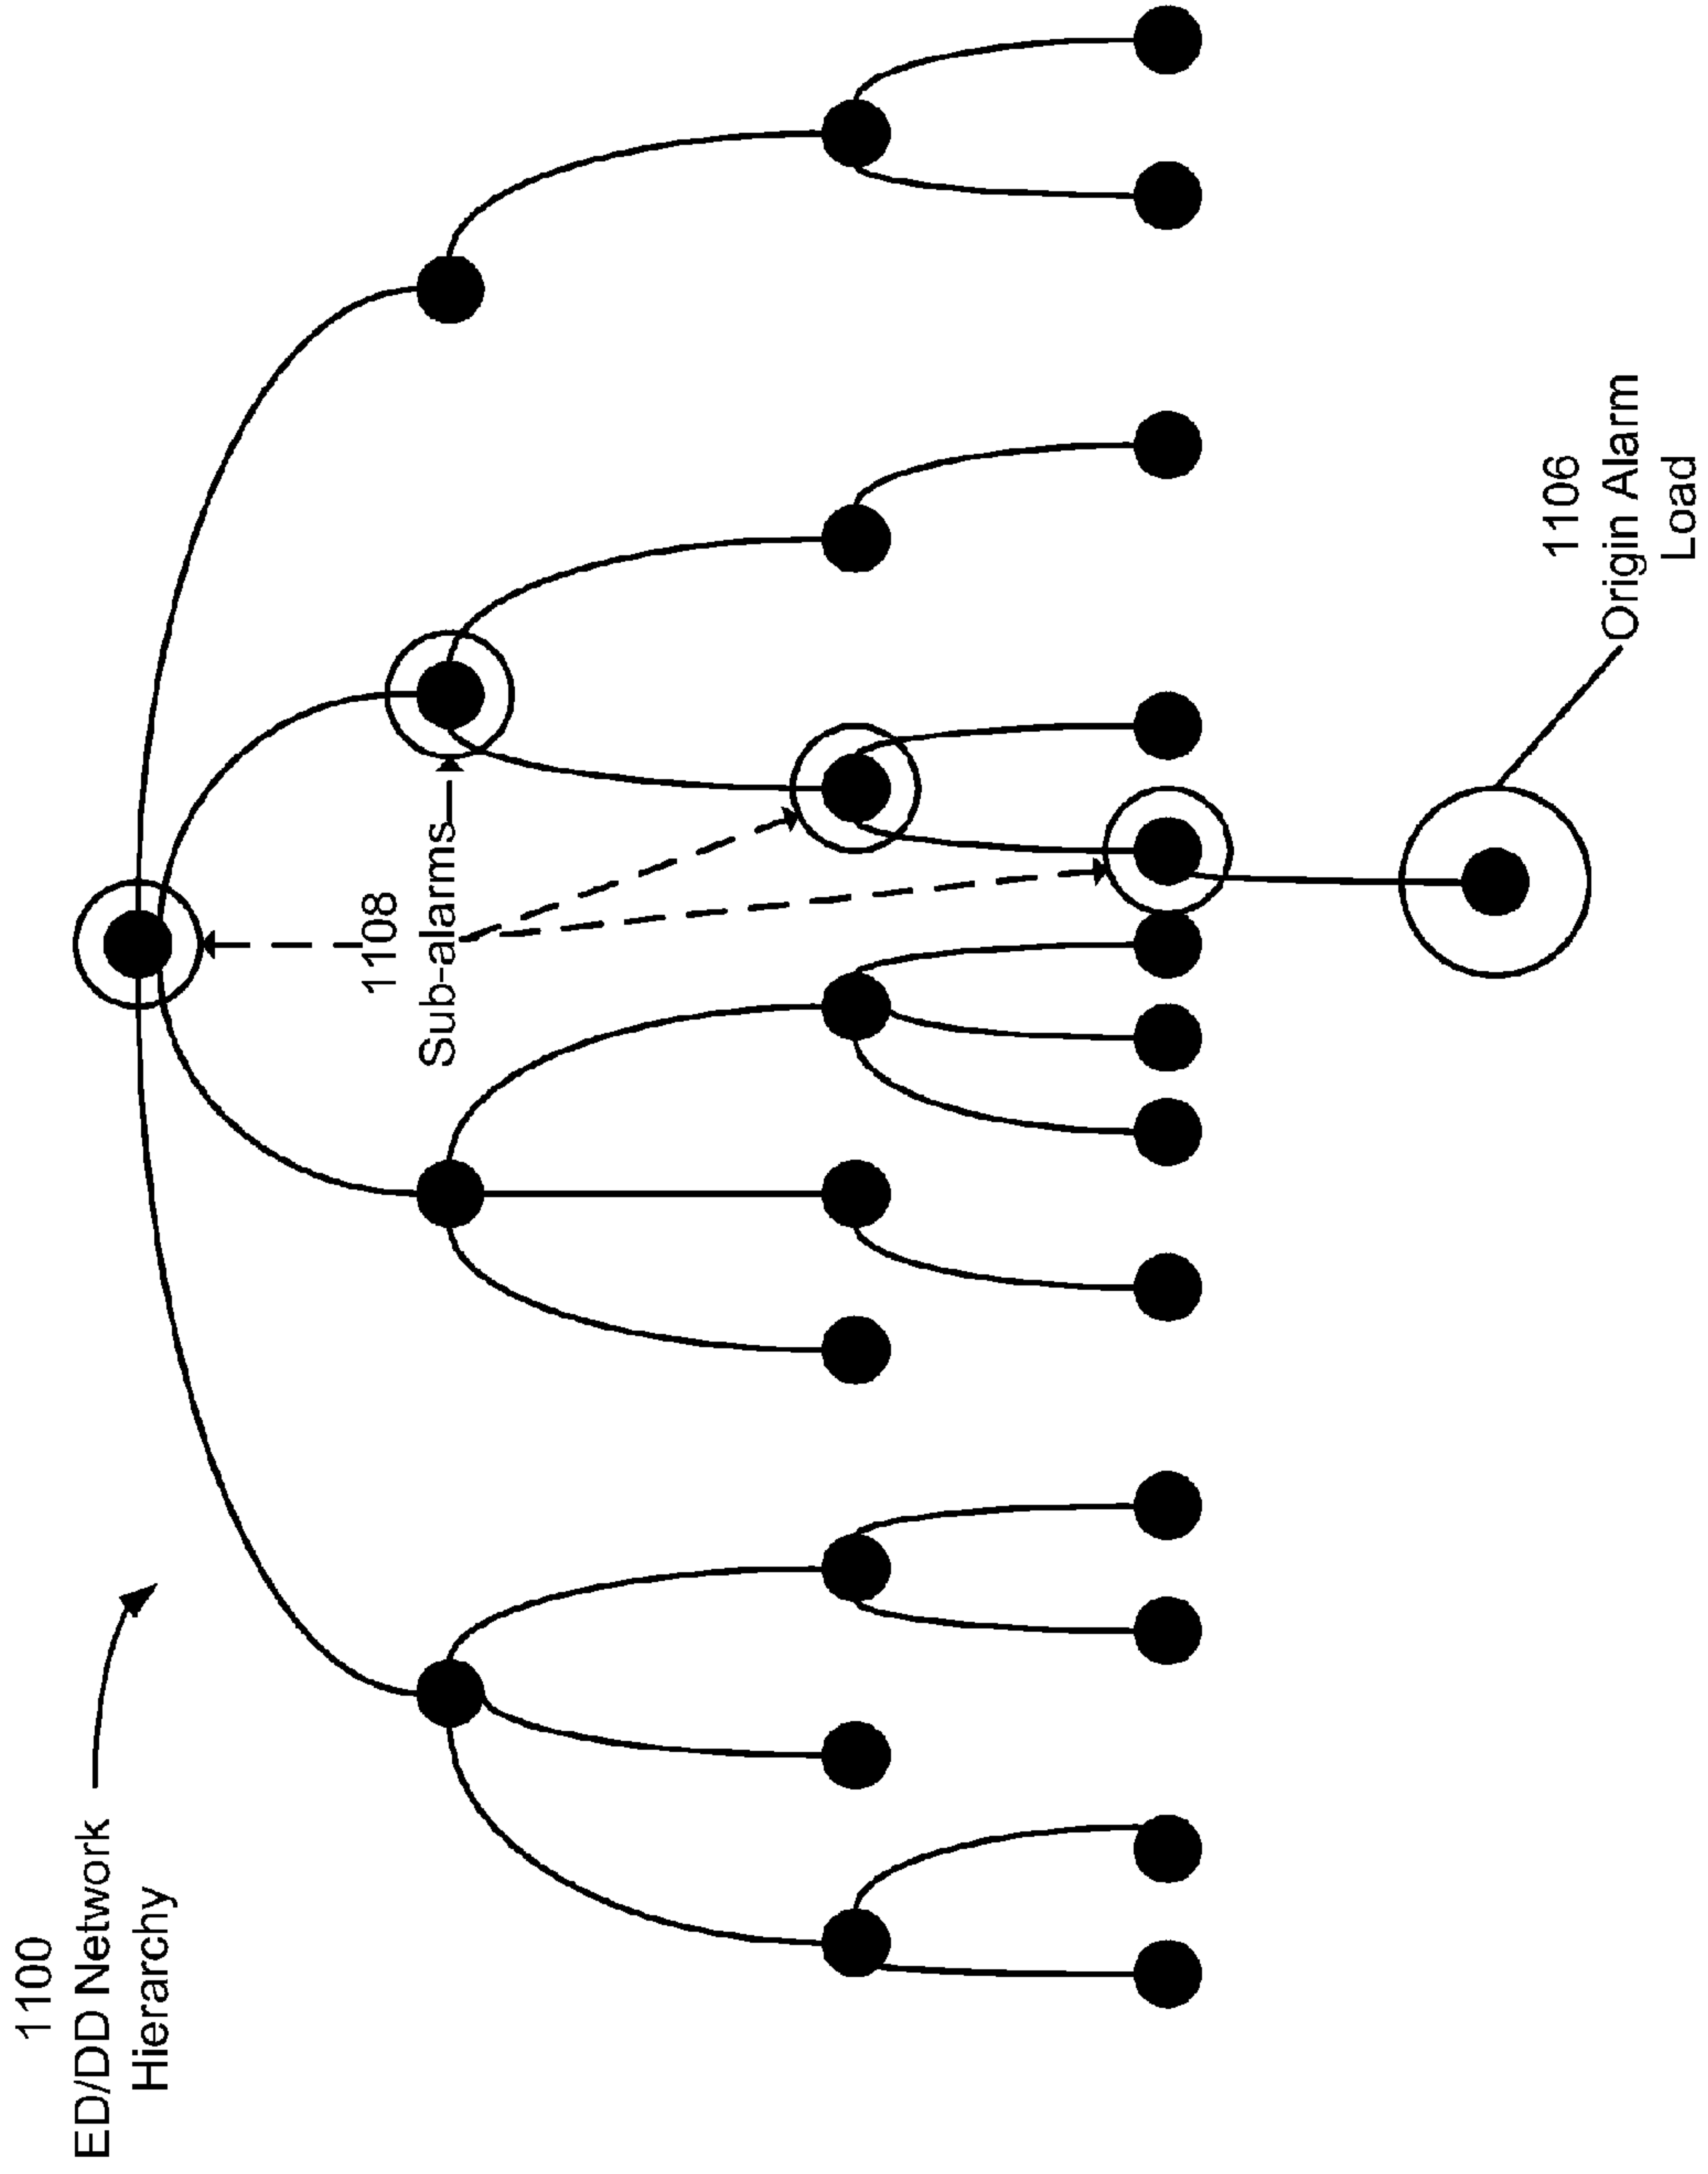 1100
ED/DD Network
Hierarchy
1108
Sub-alarms
1106
Origin Alarm
Load